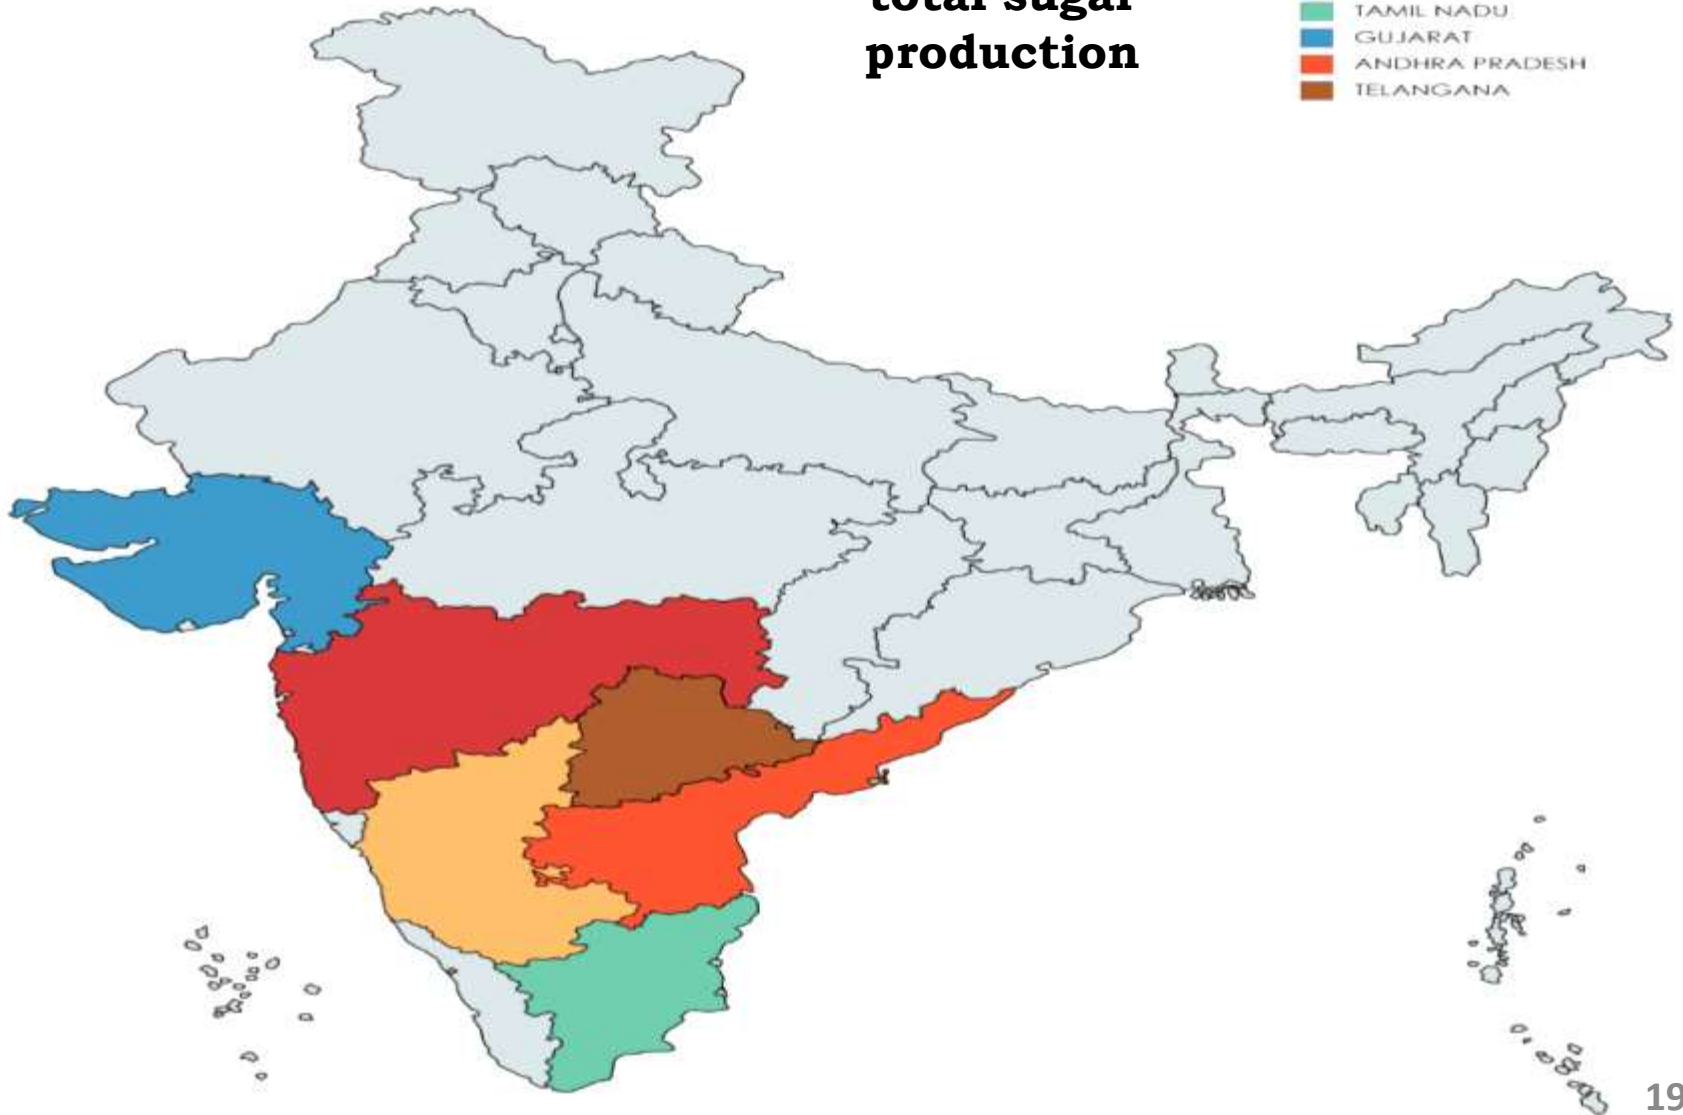 total sugar
production
TAMIL NADU
GUJARAT
ANDHRA PRADESH
TELANGANA
19